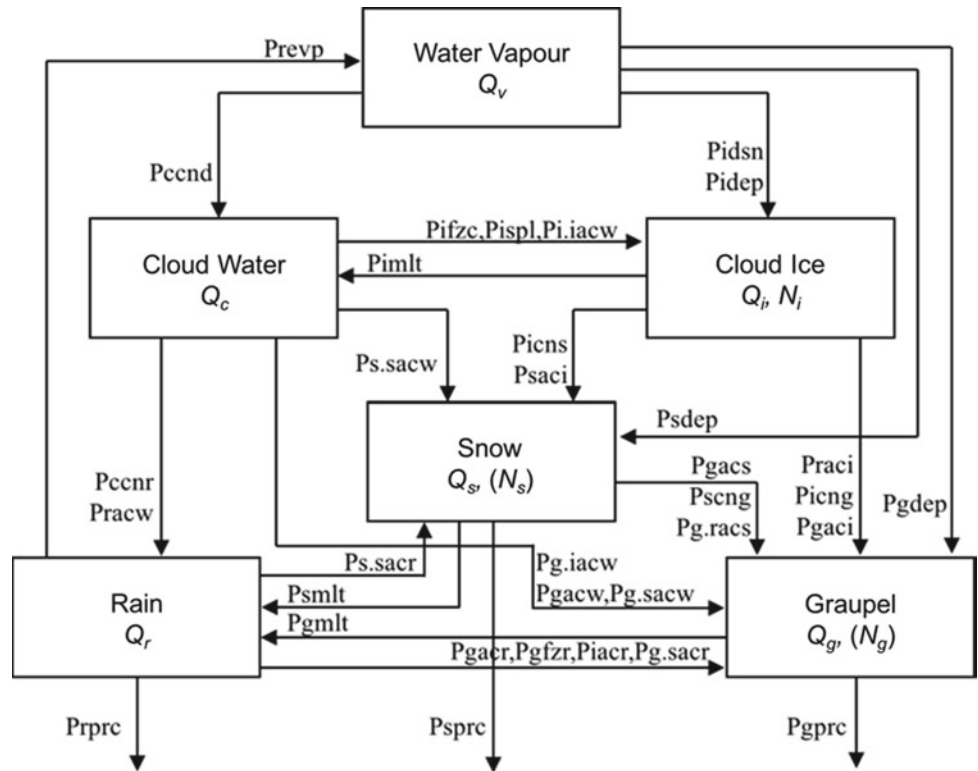 Prevp
Water Vapour
Qv
Pccnd
Pidsn
Pidep
Cloud Water
Qc
Pifzc,Pispl,Pi.iacw
Pimlt
Cloud Ice
Qi, Ni
Ps.sacw
Picns
Psaci
Psdep
Snow
Qs, (Ns)
Pccnr
Pracw
Pgacs
Pscng
Pg.racs
Praci
Picng
Pgaci
Pgdep
Ps.sacr
Pg.iacw
Pgacw,Pg.sacw
Rain
Qr
Psmlt
Pgmlt
Pgacr,Pgfzr,Piacr,Pg.sacr
Graupel
Qg, (Ng)
Prprc
Psprc
Pgprc